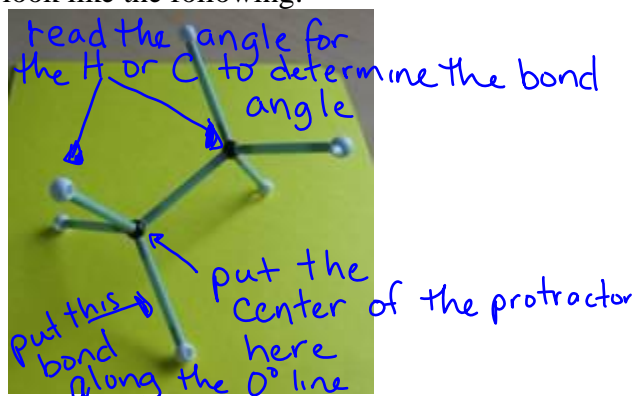 look like the following:
read the angle for
the H or C to determine the bond
angle
put the
center of the protractor
here
put this
bond
along the 0° line